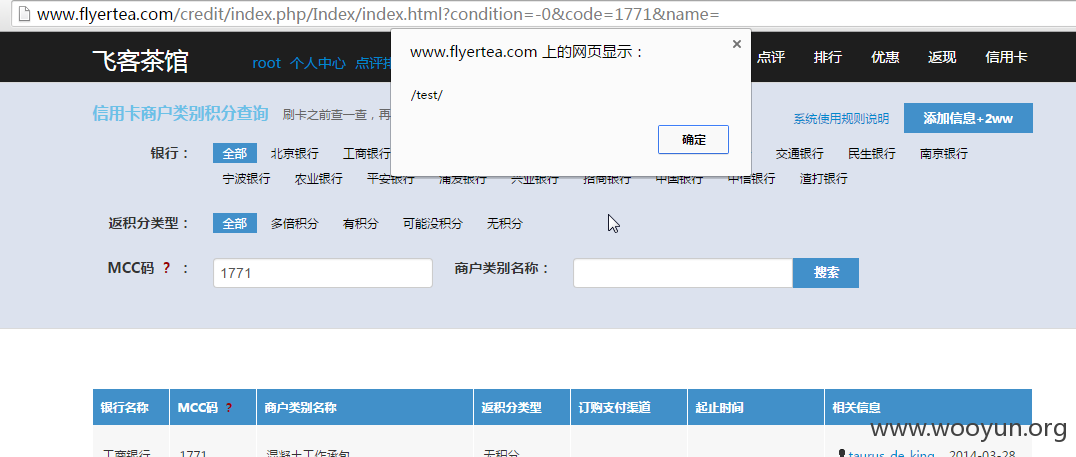 www.flyertea.com/credit/index.php/Index/index.html?condition=-0&code=1771&name=
www.flyertea.com 上的网页显示：
/test/
确定
飞客茶馆 root 个人中心 点评 点评 排行 优惠 返现 信用卡
信用卡商户类别积分查询 刷卡之前查一查，再 系统使用规则说明 添加信息+2ww
银行： 全部 北京银行 工商银行 交通银行 民生银行 南京银行
宁波银行 农业银行 平安银行 浦发银行 兴业银行 招商银行 中国银行 中信银行 渣打银行
返积分类型： 全部 多倍积分 有积分 可能没积分 无积分
MCC码 ？ ： 1771 商户类别名称： 搜索
银行名称 MCC码 ？ 商户类别名称 返积分类型 订购支付渠道 起止时间 相关信息
www.wooyun.org
工商银行 1771 混凝土工作承包 无积分 taurus_de_king 2014-03-28